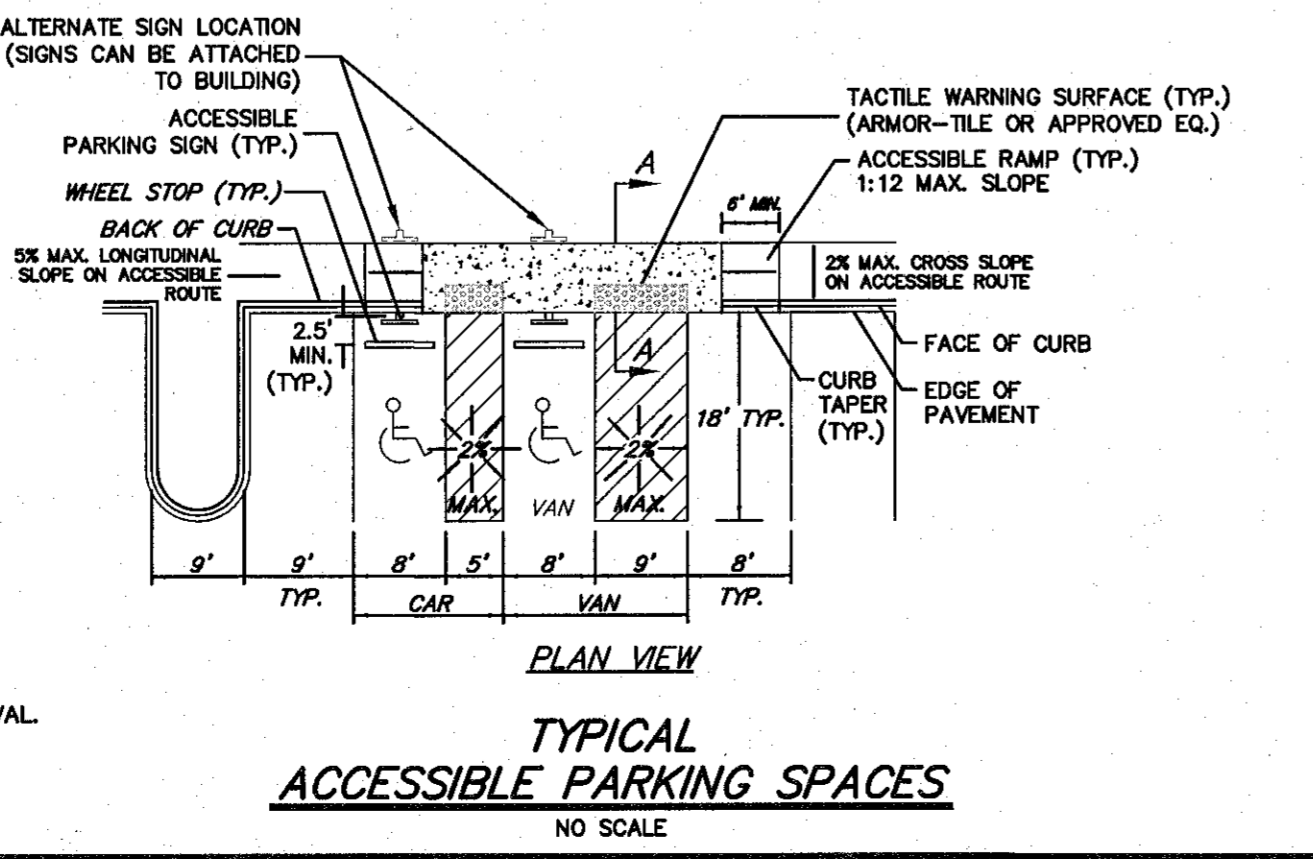 ALTERNATE SIGN LOCATION
(SIGNS CAN BE ATTACHED
TO BUILDING)
ACCESSIBLE
PARKING SIGN (TYP.)
WHEEL STOP (TYP.)
BACK OF CURB
5% MAX. LONGITUDINAL
SLOPE ON ACCESSIBLE
ROUTE
2.5'
MIN.
(TYP.)
TACTILE WARNING SURFACE (TYP.)
(ARMOR-TILE OR APPROVED EQ.)
ACCESSIBLE RAMP (TYP.)
1:12 MAX. SLOPE
A
6' MIN.
2% MAX. CROSS SLOPE
ON ACCESSIBLE ROUTE
A
FACE OF CURB
EDGE OF
PAVEMENT
CURB
TAPER
(TYP.)
18' TYP.
2%
MAX.
VAN
2%
MAX.
9' 9' 8' 5' 8' 9' 8'
TYP. CAR VAN TYP.
PLAN VIEW
VAL.
TYPICAL
ACCESSIBLE PARKING SPACES
NO SCALE